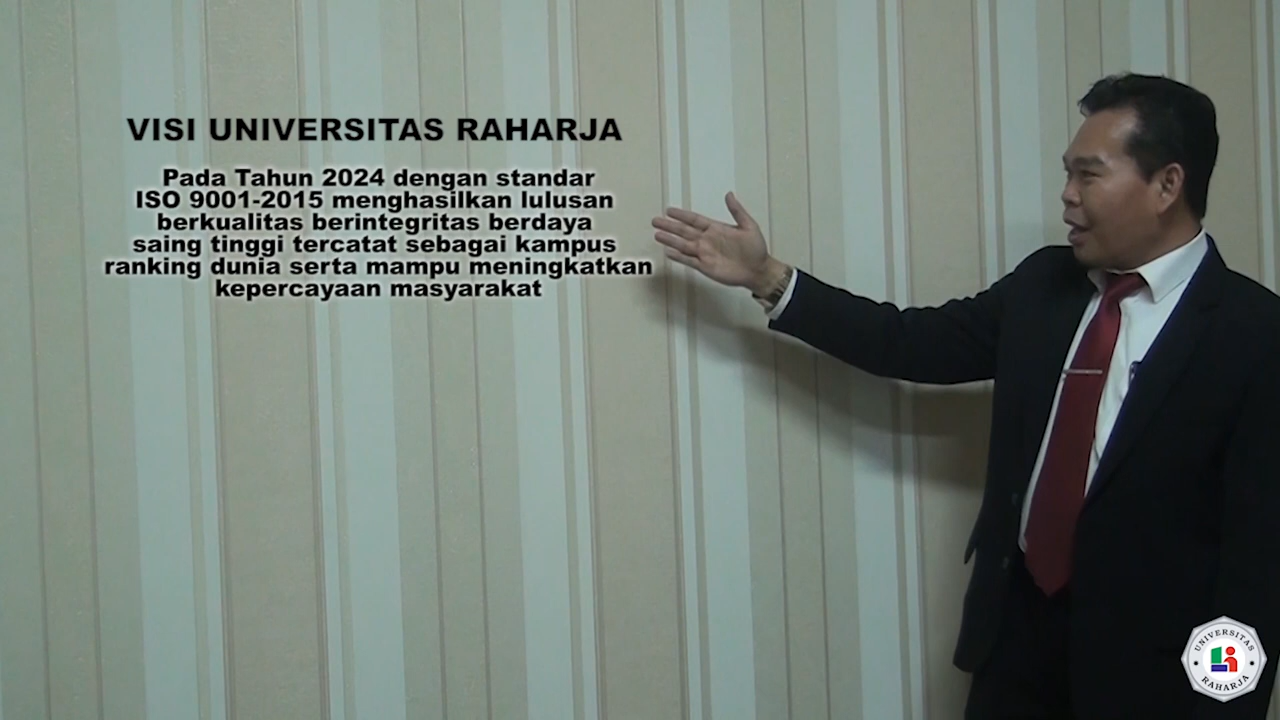 VISI UNIVERSITAS RAHARJA
Pada Tahun 2024 dengan standar
ISO 9001-2015 menghasilkan lulusan
berkualitas berintegritas berdaya
saing tinggi tercatat sebagai kampus
ranking dunia serta mampu meningkatkan
kepercayaan masyarakat
UNIVERSITAS
RAHARJA